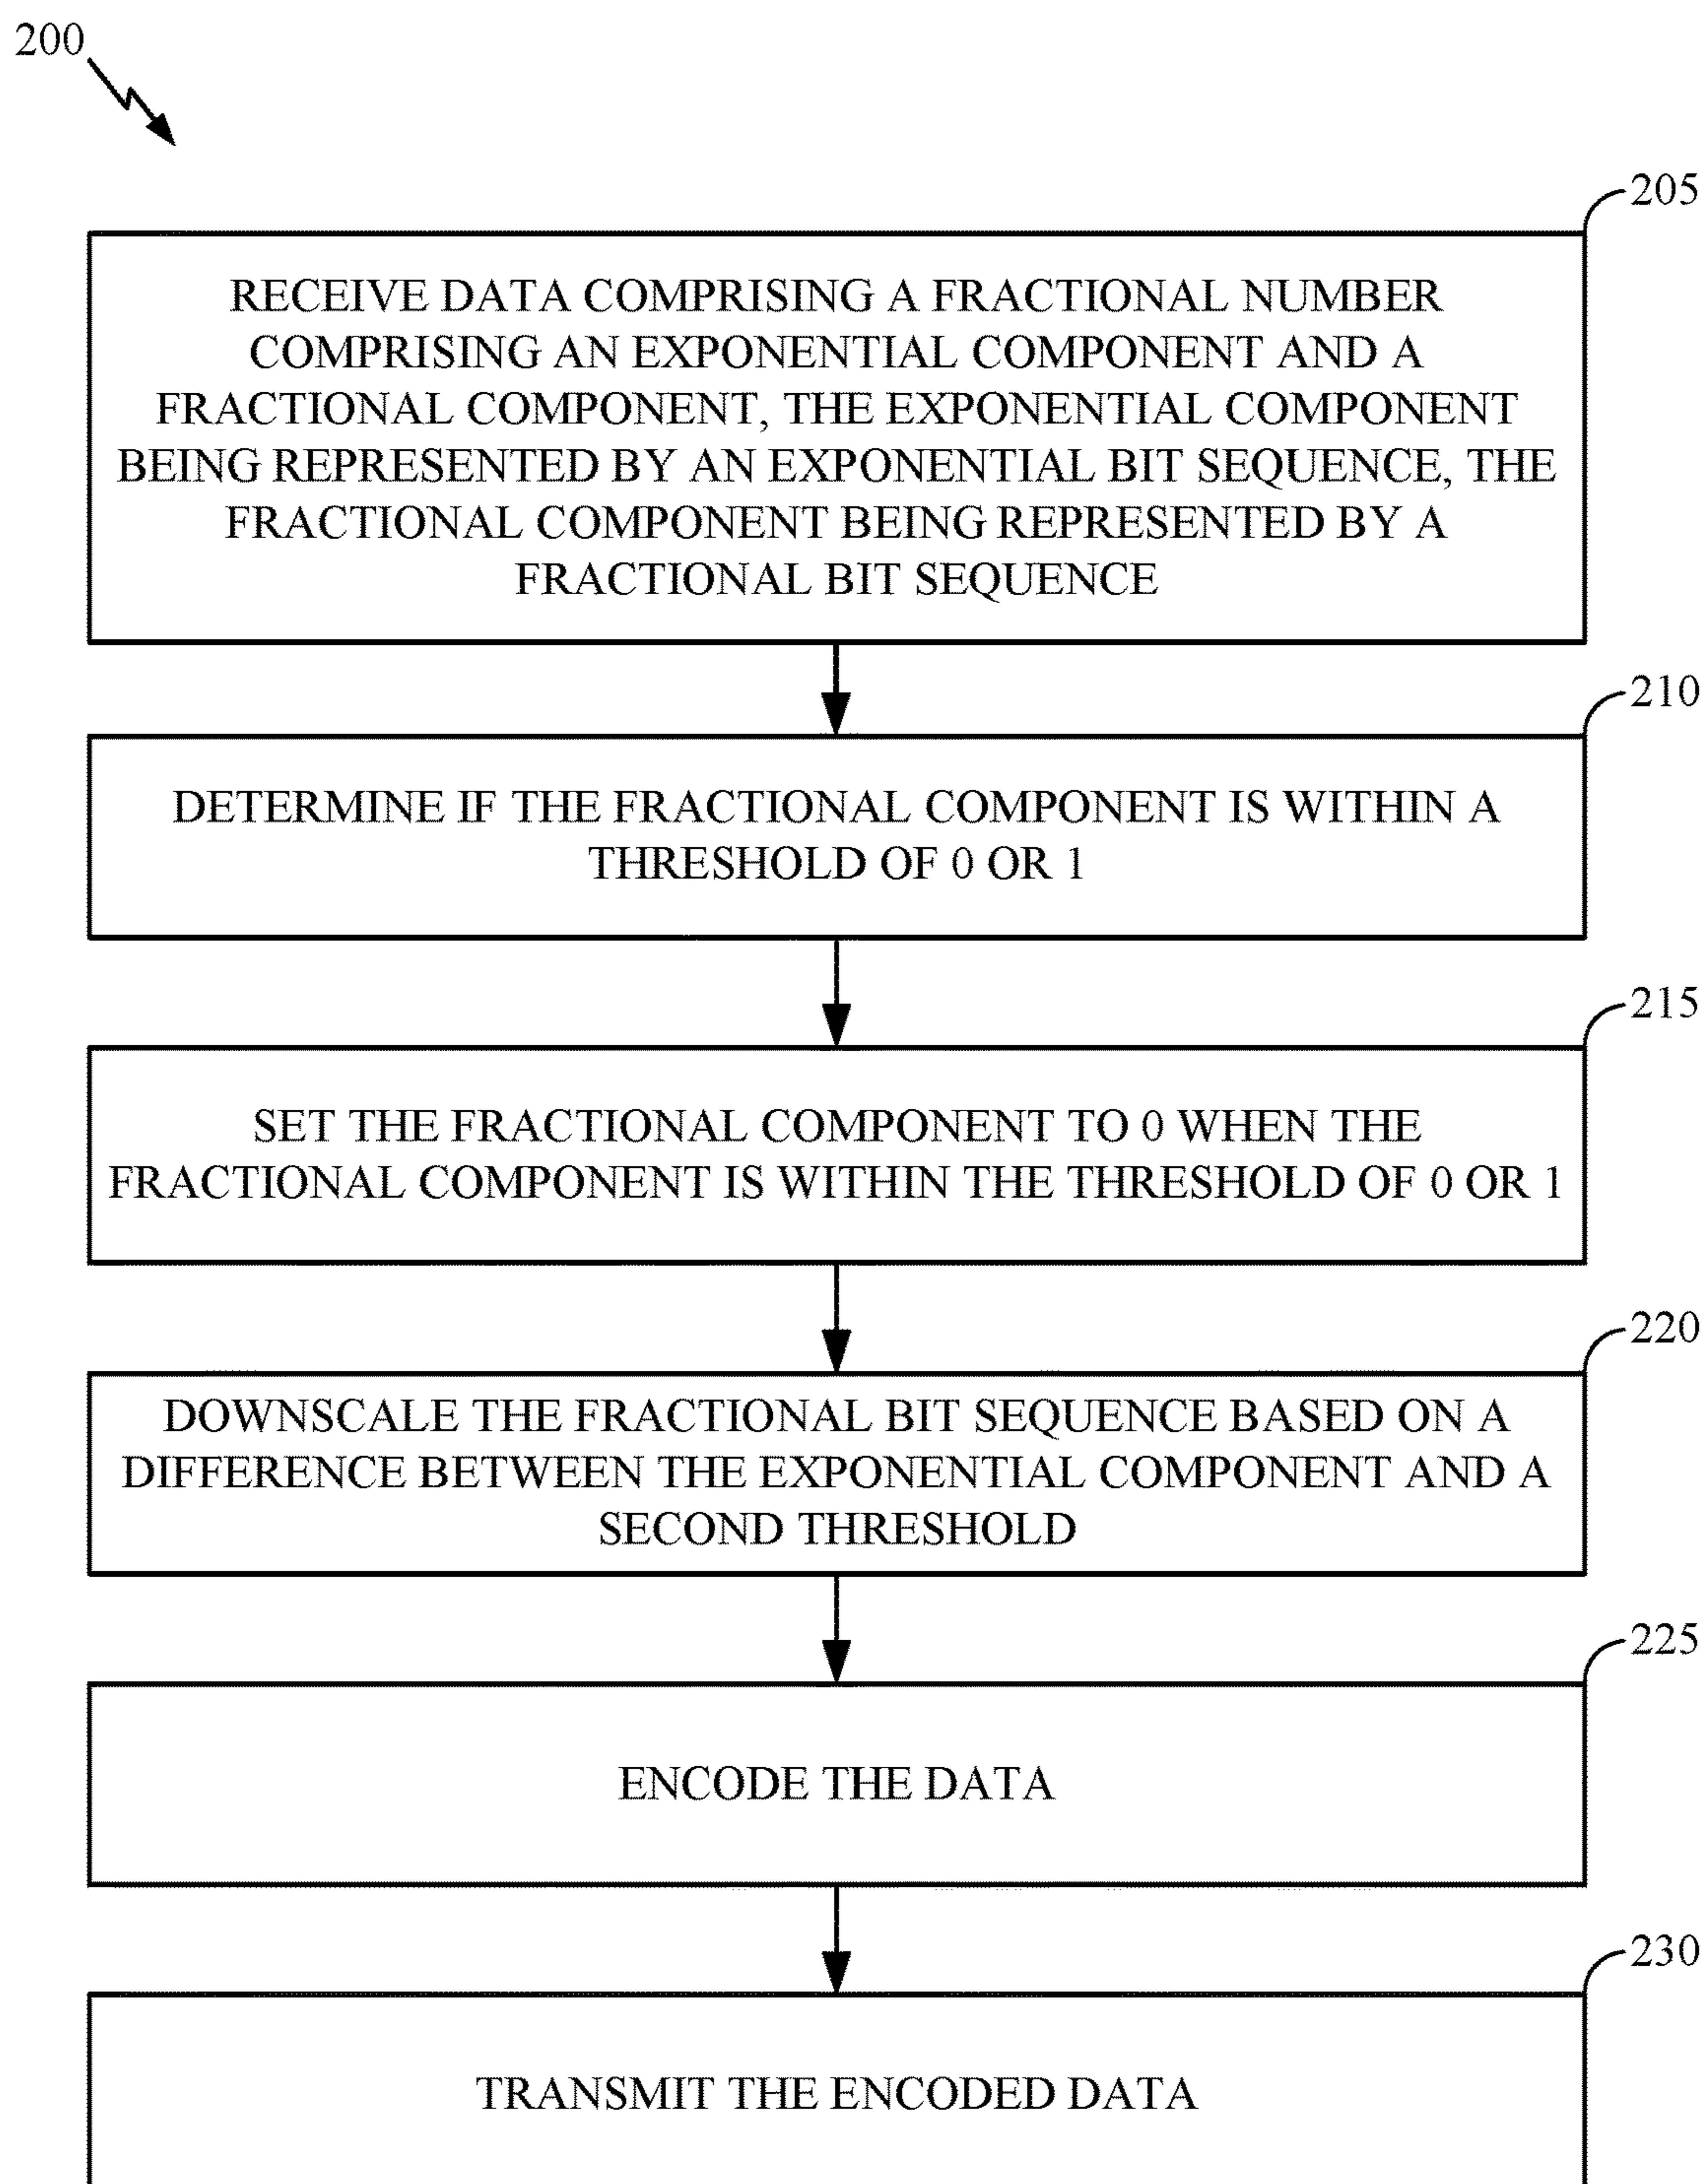 200
205
RECEIVE DATA COMPRISING A FRACTIONAL NUMBER
COMPRISING AN EXPONENTIAL COMPONENT AND A
FRACTIONAL COMPONENT, THE EXPONENTIAL COMPONENT
BEING REPRESENTED BY AN EXPONENTIAL BIT SEQUENCE, THE
FRACTIONAL COMPONENT BEING REPRESENTED BY A
FRACTIONAL BIT SEQUENCE
210
DETERMINE IF THE FRACTIONAL COMPONENT IS WITHIN A
THRESHOLD OF 0 OR 1
215
SET THE FRACTIONAL COMPONENT TO 0 WHEN THE
FRACTIONAL COMPONENT IS WITHIN THE THRESHOLD OF 0 OR 1
220
DOWNSCALE THE FRACTIONAL BIT SEQUENCE BASED ON A
DIFFERENCE BETWEEN THE EXPONENTIAL COMPONENT AND A
SECOND THRESHOLD
225
ENCODE THE DATA
230
TRANSMIT THE ENCODED DATA